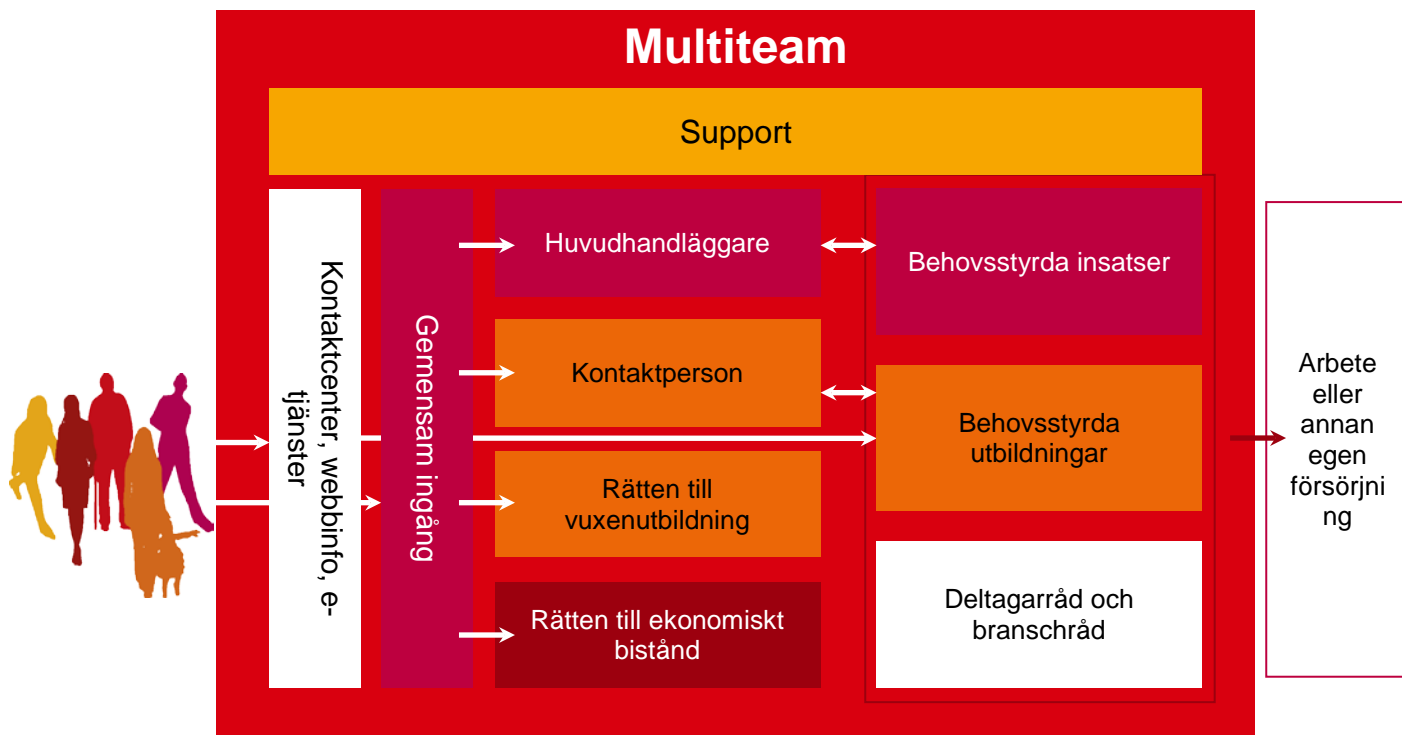 Multiteam
Support
Kontaktcenter, webbinfo, e-
tjänster
Gemensam ingång
Huvudhandläggare
Kontaktperson
Rätten till
vuxenutbildning
Rätten till ekonomiskt
bistånd
Behovsstyrda insatser
Behovsstyrda
utbildningar
Deltagarråd och
branschråd
Arbete
eller
annan
egen
försörjni
ng